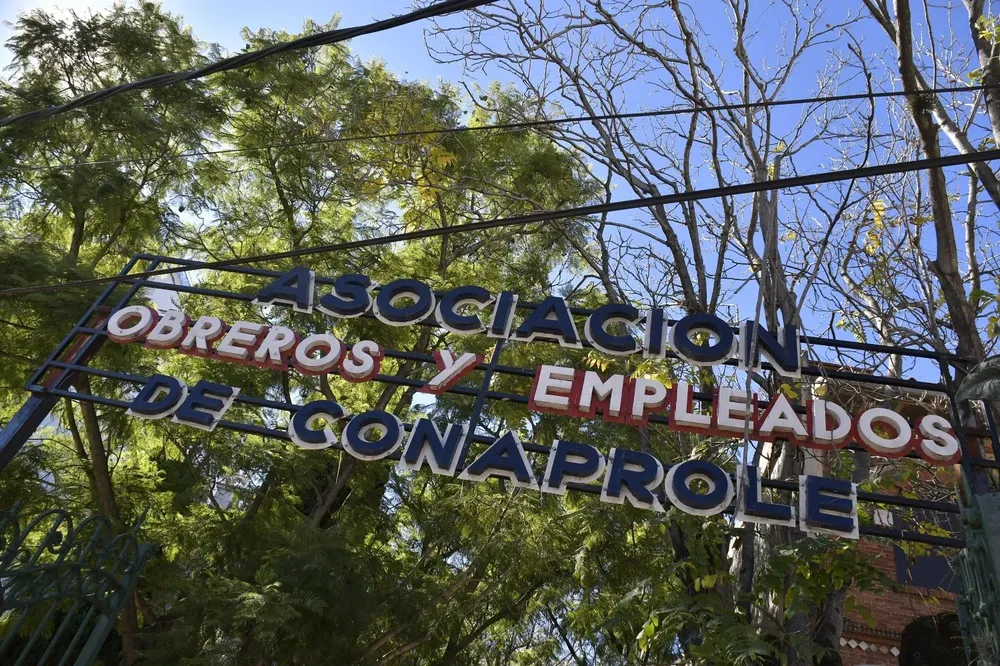 ASOCIACION
OBREROS Y EMPLEADOS
DE CONAPROLE